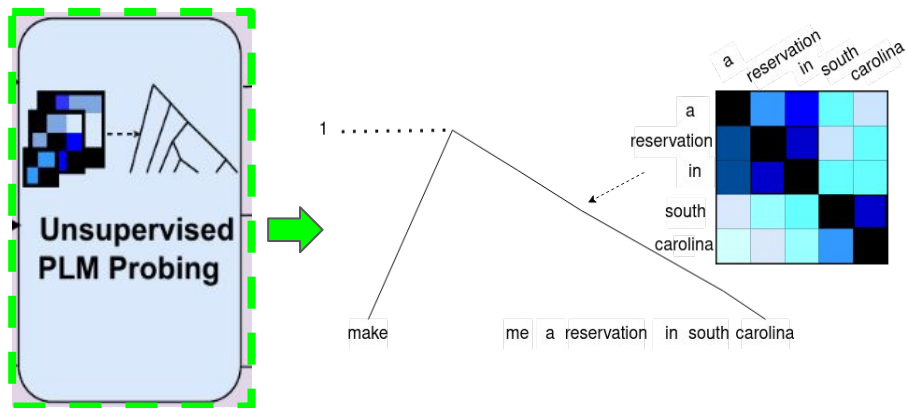 Unsupervised
PLM Probing
1
make me a reservation in south carolina
a reservation in south carolina
a
reservation
in
south
carolina